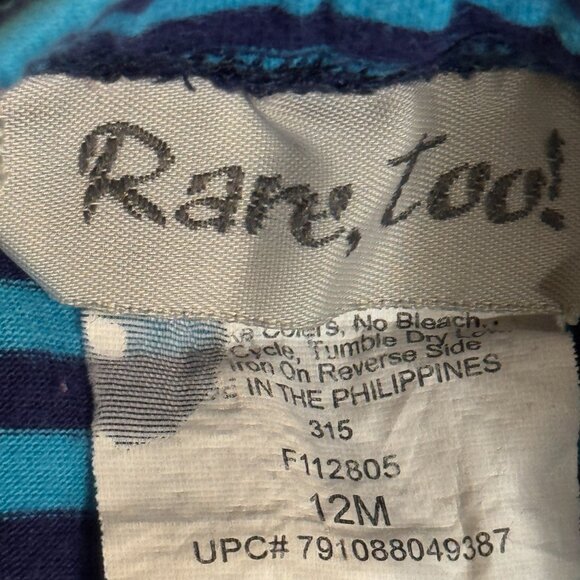 Rare, too!
Colors, No Bleach.
Cycle, Tumble Dry
Iron On Reverse Side
IN THE PHILIPPINES
315
F112805
12M
UPC# 791088049387